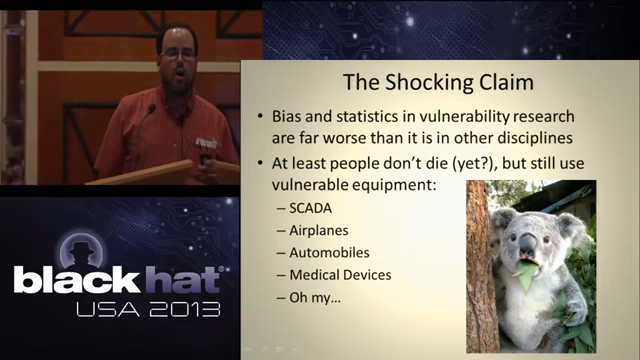 The Shocking Claim
• Bias and statistics in vulnerability research
are far worse than it is in other disciplines
• At least people don't die (yet?), but still use
vulnerable equipment:
– SCADA
– Airplanes
– Automobiles
– Medical Devices
– Oh my...
black hat®
USA 2013